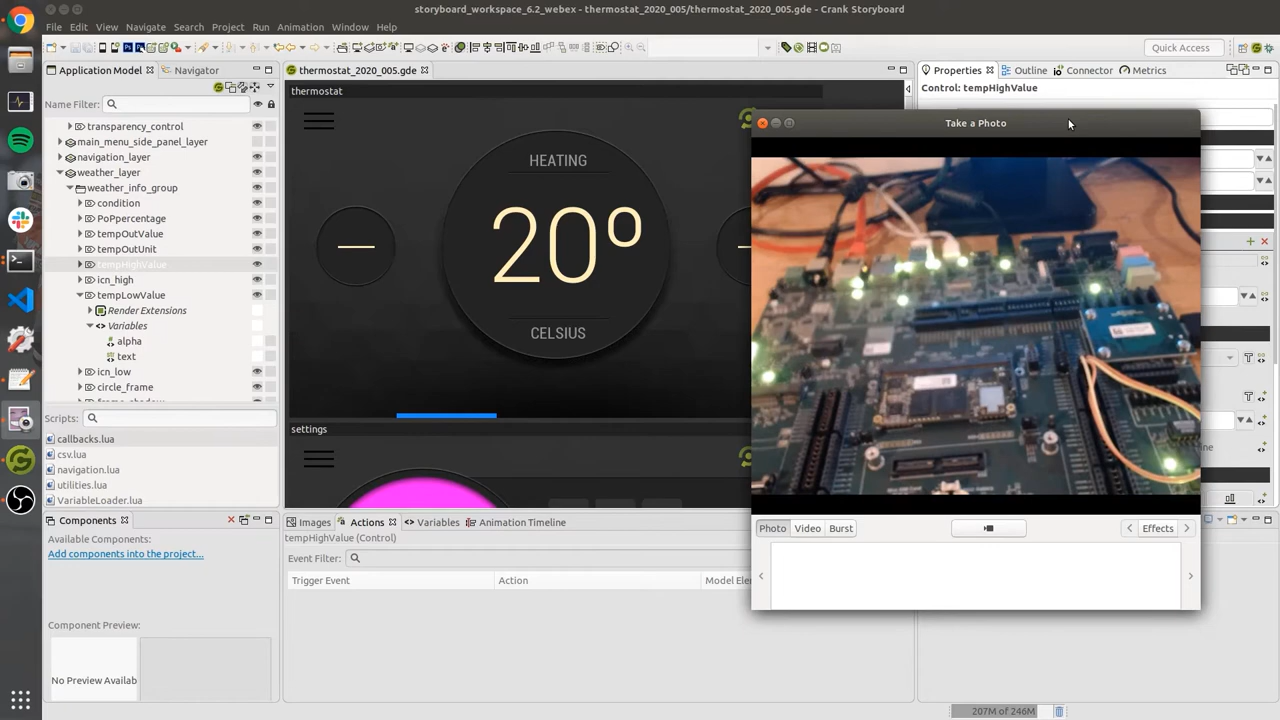 storyboard_workspace_6.2_webex - thermostat_2020_005/thermostat_2020_005.gde - Crank Storyboard
File Edit View Navigate Search Project Run Animation Window Help
Quick Access
Application Model
Navigator
thermostat_2020_005.gde
Properties
Outline
Connector
Metrics
Name Filter:
Control: tempHighValue
thermostat
transparency_control
main_menu_side_panel_layer
navigation_layer
weather_layer
weather_info_group
condition
PoPpercentage
tempOutValue
tempOutUnit
tempHighValue
icn_high
tempLowValue
Render Extensions
Variables
alpha
text
icn_low
circle_frame
HEATING
20º
CELSIUS
Take a Photo
Scripts:
callbacks.lua
csv.lua
navigation.lua
utilities.lua
VariableLoader.lua
settings
Components
Available Components:
Add components into the project...
Component Preview:
No Preview Availab
Images
Actions
Variables
Animation Timeline
tempHighValue (Control)
Event Filter:
Trigger Event
Action
Model Ele
Photo
Video
Burst
Effects
207M of 246M